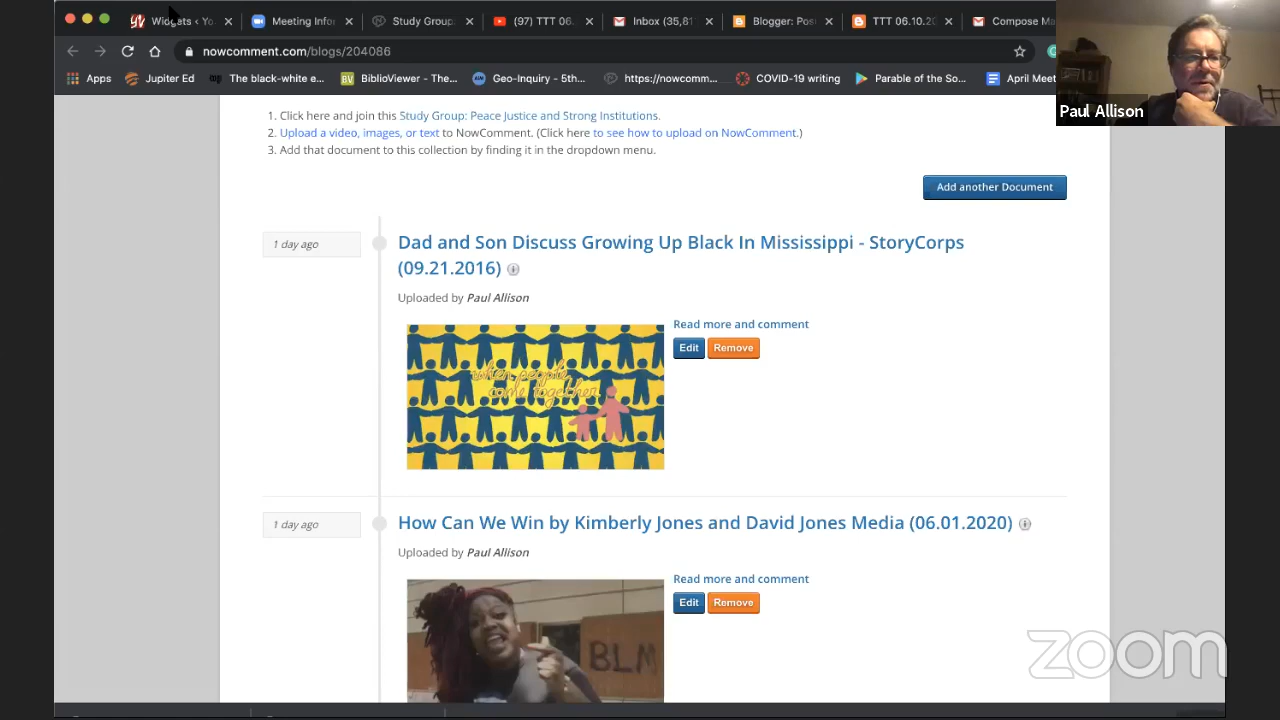 Widgets ‹ Yo
Meeting Infor
Study Group:
(97) TTT 06.
Inbox (35,81
Blogger: Pos
TTT 06.10.20
Compose Ma
nowcomment.com/blogs/204086
Apps
Jupiter Ed
The black-white e...
BV
BiblioViewer - The...
Geo-Inquiry - 5th...
https://nowcomm...
COVID-19 writing
Parable of the So...
April Meet
Paul Allison
1. Click here and join this Study Group: Peace Justice and Strong Institutions.
2. Upload a video, images, or text to NowComment. (Click here to see how to upload on NowComment.)
3. Add that document to this collection by finding it in the dropdown menu.
Add another Document
1 day ago
Dad and Son Discuss Growing Up Black In Mississippi - StoryCorps
(09.21.2016)
Uploaded by Paul Allison
when people
come together
Read more and comment
Edit
Remove
1 day ago
How Can We Win by Kimberly Jones and David Jones Media (06.01.2020)
Uploaded by Paul Allison
Read more and comment
Edit
Remove
BLM
zoom